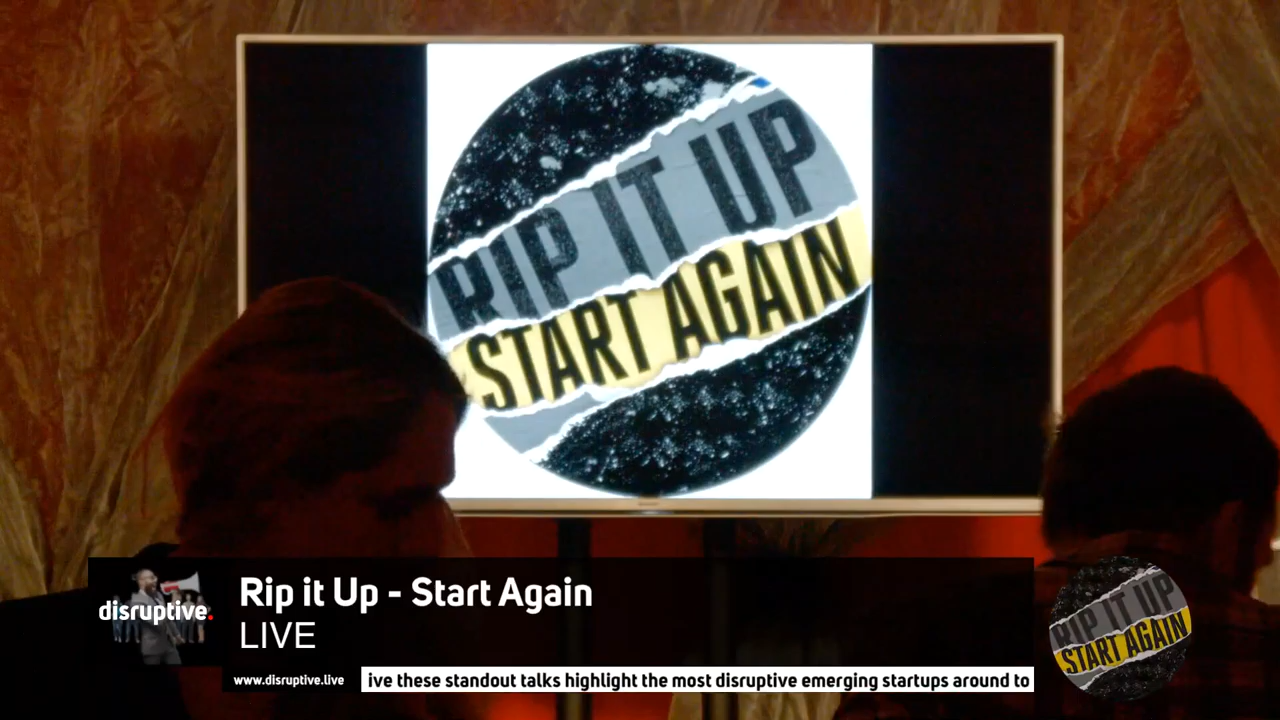 RIP IT UP
START AGAIN
disruptive.
Rip it Up - Start Again
LIVE
www.disruptive.live
ive these standout talks highlight the most disruptive emerging startups around to
RIP IT UP
START AGAIN